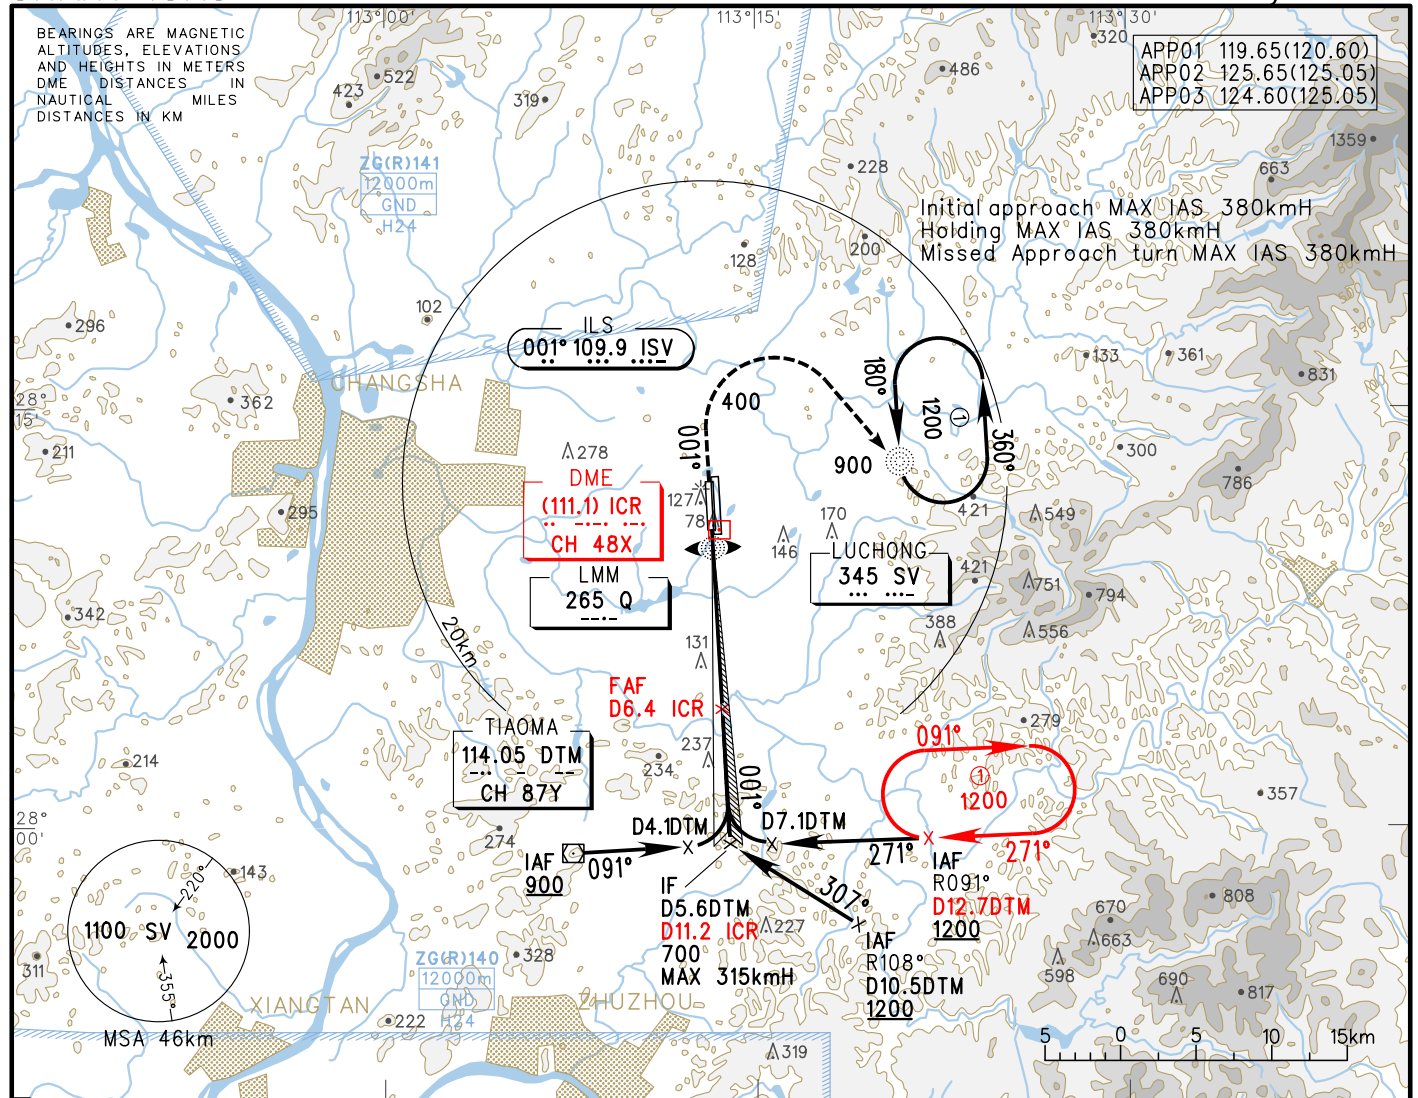 113°00'
113°15'
113°30'
BEARINGS ARE MAGNETIC
ALTITUDES, ELEVATIONS
AND HEIGHTS IN METERS
DME DISTANCES IN
NAUTICAL MILES
DISTANCES IN KM
APP01 119.65(120.60)
APP02 125.65(125.05)
APP03 124.60(125.05)
320
486
522
423
319
1359
663
228
ZG(R)141
12000m
GND
H24
Initial approach MAX IAS 380kmH
Holding MAX IAS 380kmH
Missed Approach turn MAX IAS 380kmH
200
128
102
296
ILS
001° 109.9 ISV
133
361
831
180°
CHANGSHA
362
28°
15'
400
1200
①
360°
001°
211
278
300
900
786
DME
(111.1) ICR
CH 48X
127
421
295
78
170
549
146
LUCHONG
345 SV
LMM
265 Q
421
751
794
342
388
556
20km
131
FAF
D6.4 ICR
279
TIAOMA
114.05 DTM
CH 87Y
091°
237
234
214
①
1200
001°
357
28°
00'
D4.1DTM
D7.1DTM
274
IAF
900
091°
271°
271°
IAF
R091°
D12.7DTM
1200
143
220°
307°
IF
D5.6DTM
D11.2 ICR
700
MAX 315kmH
808
670
663
227
1100 SV
2000
IAF
R108°
D10.5DTM
1200
311
328
598
ZG(R)140
12000m
GND
H24
355°
690
817
XIANGTAN
ZHUZHOU
222
MSA 46km
319
5 0 5 10 15km